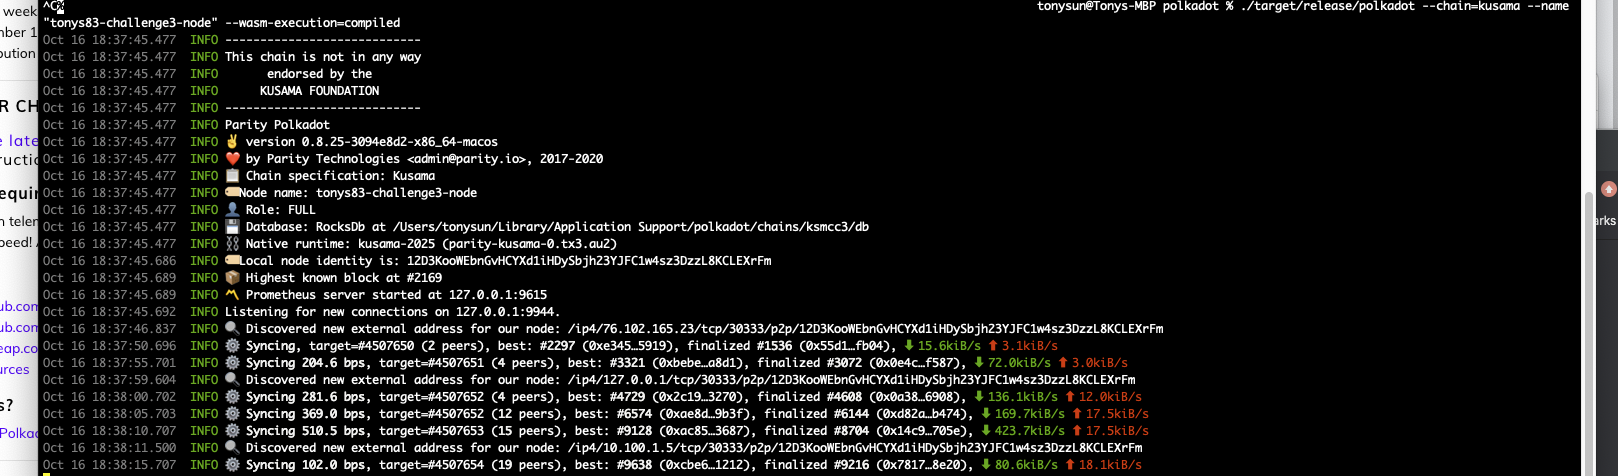 ^C%
tonysun@Tonys-MBP polkadot % ./target/release/polkadot --chain=kusama --name
"tonys83-challenge3-node" --wasm-execution=compiled
Oct 16 18:37:45.477 INFO ----------------------------
Oct 16 18:37:45.477 INFO This chain is not in any way
Oct 16 18:37:45.477 INFO endorsed by the
Oct 16 18:37:45.477 INFO KUSAMA FOUNDATION
Oct 16 18:37:45.477 INFO ----------------------------
Oct 16 18:37:45.477 INFO Parity Polkadot
Oct 16 18:37:45.477 INFO ✌️ version 0.8.25-3094e8d2-x86_64-macos
Oct 16 18:37:45.477 INFO ❤️ by Parity Technologies <admin@parity.io>, 2017-2020
Oct 16 18:37:45.477 INFO 📋 Chain specification: Kusama
Oct 16 18:37:45.477 INFO 🏷Node name: tonys83-challenge3-node
Oct 16 18:37:45.477 INFO 👤 Role: FULL
Oct 16 18:37:45.477 INFO 💾 Database: RocksDb at /Users/tonysun/Library/Application Support/polkadot/chains/ksmcc3/db
Oct 16 18:37:45.477 INFO ⛓ Native runtime: kusama-2025 (parity-kusama-0.tx3.au2)
Oct 16 18:37:45.686 INFO 🏷Local node identity is: 12D3KooWEbnGvHCYXd1iHDySbjh23YJFC1w4sz3DzzL8KCLEXrFm
Oct 16 18:37:45.689 INFO 📦 Highest known block at #2169
Oct 16 18:37:45.689 INFO 〽️ Prometheus server started at 127.0.0.1:9615
Oct 16 18:37:45.692 INFO Listening for new connections on 127.0.0.1:9944.
Oct 16 18:37:46.837 INFO 🔍 Discovered new external address for our node: /ip4/76.102.165.23/tcp/30333/p2p/12D3KooWEbnGvHCYXd1iHDySbjh23YJFC1w4sz3DzzL8KCLEXrFm
Oct 16 18:37:50.696 INFO ⚙️ Syncing, target=#4507650 (2 peers), best: #2297 (0xe345…5919), finalized #1536 (0x55d1…fb04), ⬇ 15.6kiB/s ⬆ 3.1kiB/s
Oct 16 18:37:55.701 INFO ⚙️ Syncing 204.6 bps, target=#4507651 (4 peers), best: #3321 (0xbebe…a8d1), finalized #3072 (0x0e4c…f587), ⬇ 72.0kiB/s ⬆ 3.0kiB/s
Oct 16 18:37:59.604 INFO 🔍 Discovered new external address for our node: /ip4/127.0.0.1/tcp/30333/p2p/12D3KooWEbnGvHCYXd1iHDySbjh23YJFC1w4sz3DzzL8KCLEXrFm
Oct 16 18:38:00.702 INFO ⚙️ Syncing 281.6 bps, target=#4507652 (4 peers), best: #4729 (0x2c19…3270), finalized #4608 (0x0a38…6908), ⬇ 136.1kiB/s ⬆ 12.0kiB/s
Oct 16 18:38:05.703 INFO ⚙️ Syncing 369.0 bps, target=#4507652 (12 peers), best: #6574 (0xae8d…9b3f), finalized #6144 (0xd82a…b474), ⬇ 169.7kiB/s ⬆ 17.5kiB/s
Oct 16 18:38:10.707 INFO ⚙️ Syncing 510.5 bps, target=#4507653 (15 peers), best: #9128 (0xac85…3687), finalized #8704 (0x14c9…705e), ⬇ 423.7kiB/s ⬆ 17.5kiB/s
Oct 16 18:38:11.500 INFO 🔍 Discovered new external address for our node: /ip4/10.100.1.5/tcp/30333/p2p/12D3KooWEbnGvHCYXd1iHDySbjh23YJFC1w4sz3DzzL8KCLEXrFm
Oct 16 18:38:15.707 INFO ⚙️ Syncing 102.0 bps, target=#4507654 (19 peers), best: #9638 (0xcbe6…1212), finalized #9216 (0x7817…8e20), ⬇ 80.6kiB/s ⬆ 18.1kiB/s